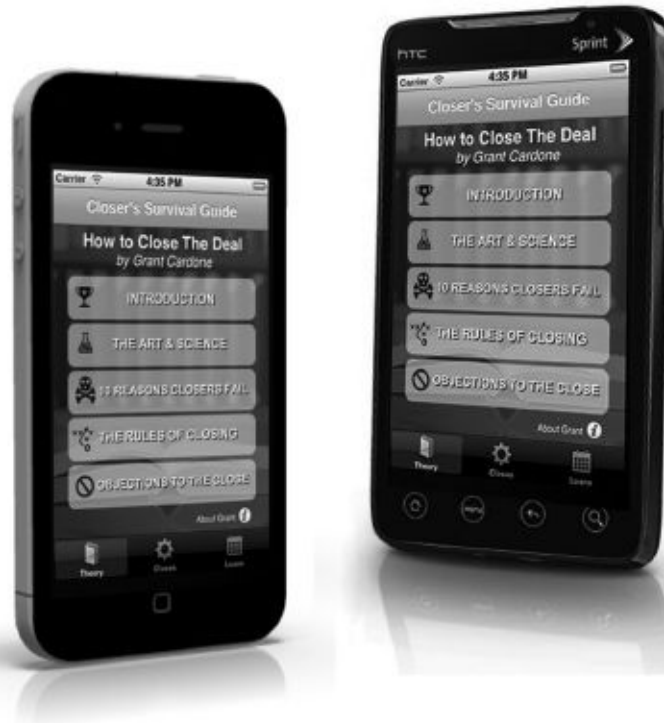 Carrier
4:35 PM
Closer's Survival Guide
How to Close The Deal
by Grant Cardone
INTRODUCTION
THE ART & SCIENCE
REASONS CLOSERS FAIL
THE RULES OF CLOSING
OBJECTIONS TO THE CLOSE
About Grant
Theory
Closes
hTC
Sprint
Carrier
4:35 PM
Closer's Survival Guide
How to Close The Deal
by Grant Cardone
INTRODUCTION
THE ART & SCIENCE
10 REASONS CLOSERS FAIL
THE RULES OF CLOSING
OBJECTIONS TO THE CLOSE
About Grant
Theory
Closes